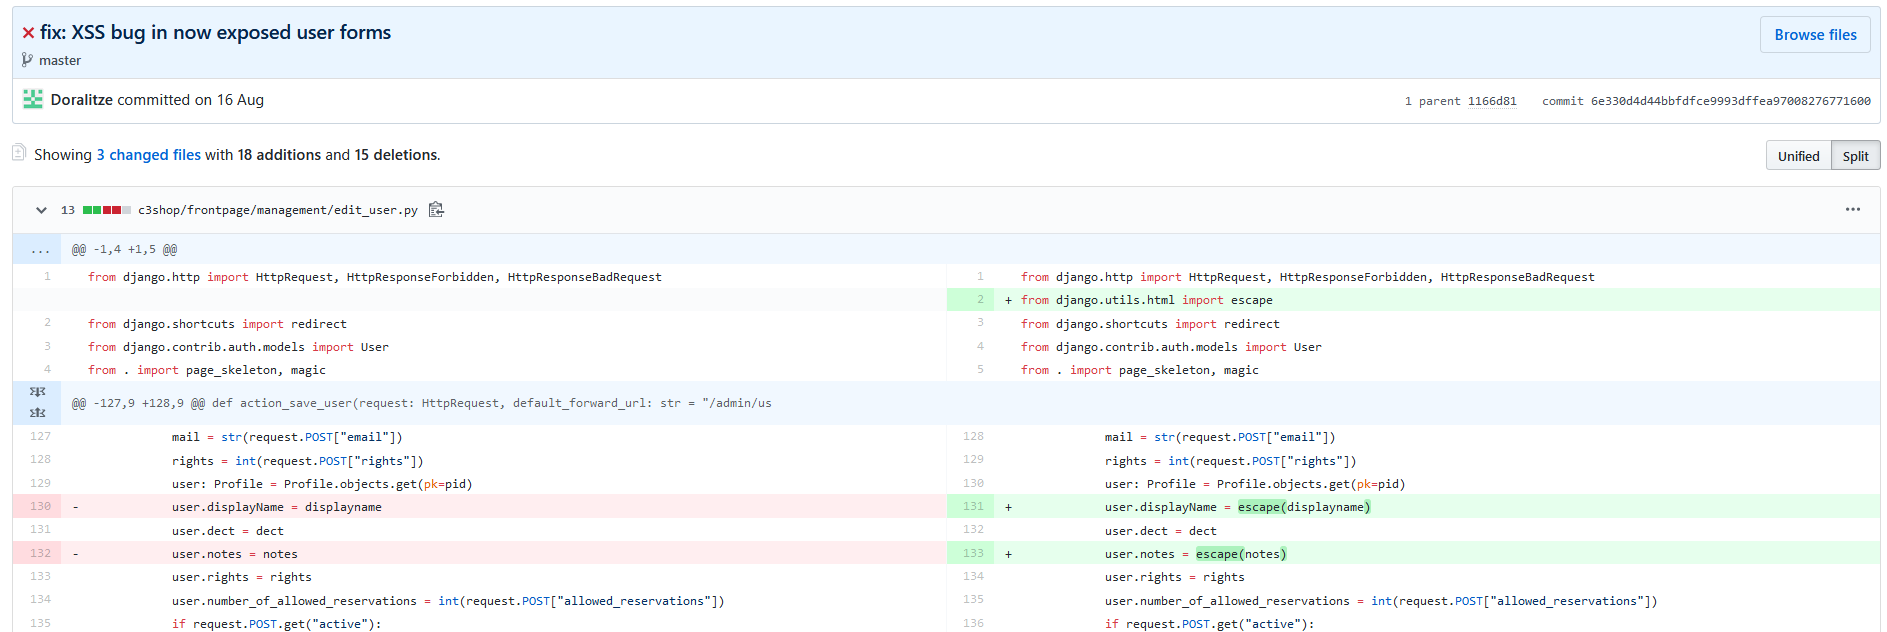 fix: XSS bug in now exposed user forms
Browse files
master
Doralitze committed on 16 Aug
1 parent 1166d81 commit 6e330d4d44bbfdfce9993dffea97008276771600
Showing 3 changed files with 18 additions and 15 deletions.
Unified Split
13 c3shop/frontpage/management/edit_user.py
... @@ -1,4 +1,5 @@
1 from django.http import HttpRequest, HttpResponseForbidden, HttpResponseBadRequest 1 from django.http import HttpRequest, HttpResponseForbidden, HttpResponseBadRequest
2 + from django.utils.html import escape
2 from django.shortcuts import redirect 3 from django.shortcuts import redirect
3 from django.contrib.auth.models import User 4 from django.contrib.auth.models import User
4 from . import page_skeleton, magic 5 from . import page_skeleton, magic
@@ -127,9 +128,9 @@ def action_save_user(request: HttpRequest, default_forward_url: str = "/admin/us
127 mail = str(request.POST["email"]) 128 mail = str(request.POST["email"])
128 rights = int(request.POST["rights"]) 129 rights = int(request.POST["rights"])
129 user: Profile = Profile.objects.get(pk=pid) 130 user: Profile = Profile.objects.get(pk=pid)
130 - user.displayName = displayname 131 + user.displayName = escape(displayname)
131 user.dect = dect 132 user.dect = dect
132 - user.notes = notes 133 + user.notes = escape(notes)
133 user.rights = rights 134 user.rights = rights
134 user.number_of_allowed_reservations = int(request.POST["allowed_reservations"]) 135 user.number_of_allowed_reservations = int(request.POST["allowed_reservations"])
135 if request.POST.get("active"): 136 if request.POST.get("active"):